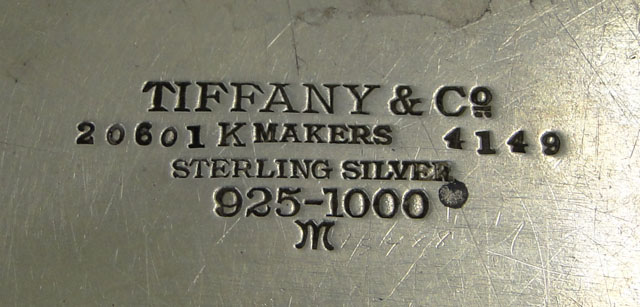 TIFFANY & Co
20601 K MAKERS 4149
STERLING SILVER
925-1000
M